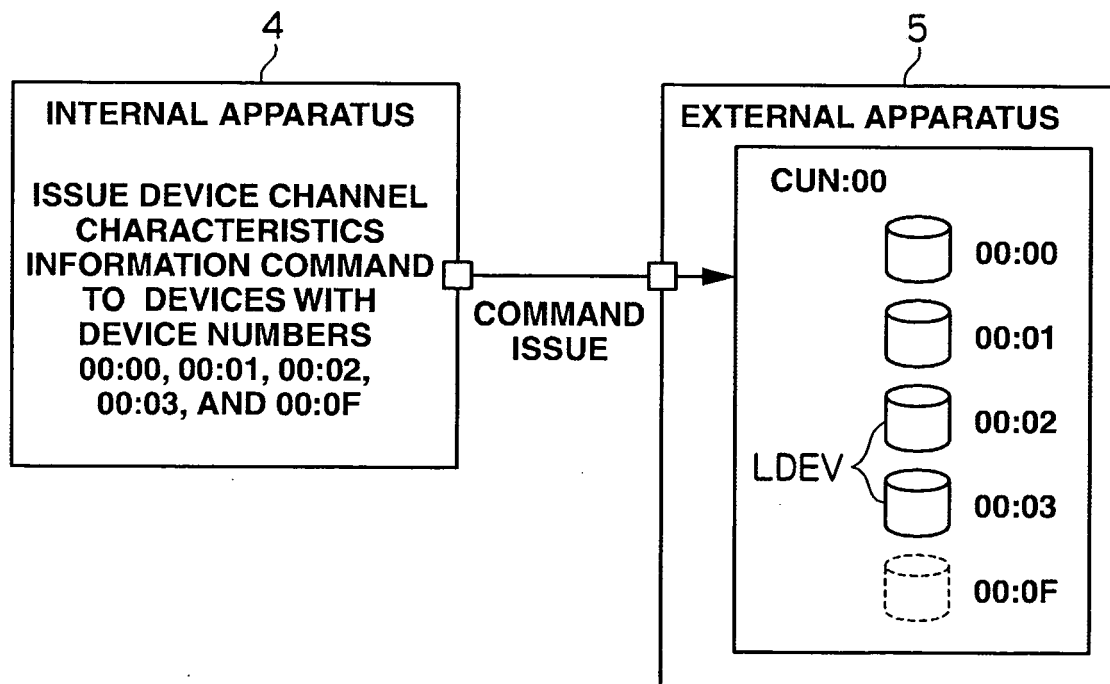 4
INTERNAL APPARATUS
ISSUE DEVICE CHANNEL
CHARACTERISTICS
INFORMATION COMMAND
TO DEVICES WITH
DEVICE NUMBERS
00:00, 00:01, 00:02,
00:03, AND 00:0F
COMMAND
ISSUE
5
EXTERNAL APPARATUS
CUN:00
00:00
00:01
00:02
LDEV
00:03
00:0F